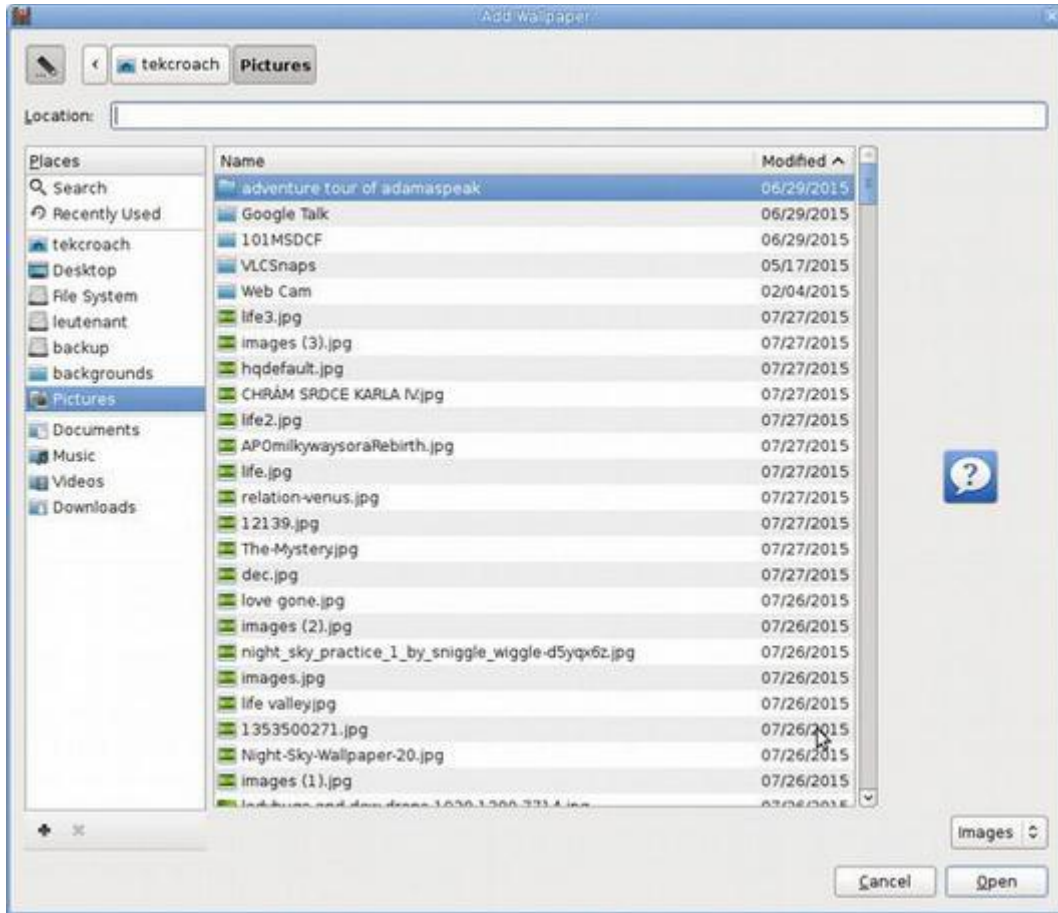 Add Wallpaper
tekcroach Pictures
Location:
Places
Search
Recently Used
tekcroach
Desktop
File System
leutenant
backup
backgrounds
Pictures
Documents
Music
Videos
Downloads
Name Modified
adventure tour of adamaspeak 06/29/2015
Google Talk 06/29/2015
101MSDCF 06/29/2015
VLCSnaps 05/17/2015
Web Cam 02/04/2015
life3.jpg 07/27/2015
images (3).jpg 07/27/2015
hqdefault.jpg 07/27/2015
CHRÁM SRDCE KARLA IV.jpg 07/27/2015
life2.jpg 07/27/2015
APOmilkywaysoraRebirth.jpg 07/27/2015
life.jpg 07/27/2015
relation-venus.jpg 07/27/2015
12139.jpg 07/27/2015
The-Mystery.jpg 07/27/2015
dec.jpg 07/27/2015
love gone.jpg 07/26/2015
images (2).jpg 07/26/2015
night_sky_practice_1_by_sniggle_wiggle-d5yqx6z.jpg 07/26/2015
images.jpg 07/26/2015
life valley.jpg 07/26/2015
1353500271.jpg 07/26/2015
Night-Sky-Wallpaper-20.jpg 07/26/2015
images (1).jpg 07/26/2015
Images
Cancel Open